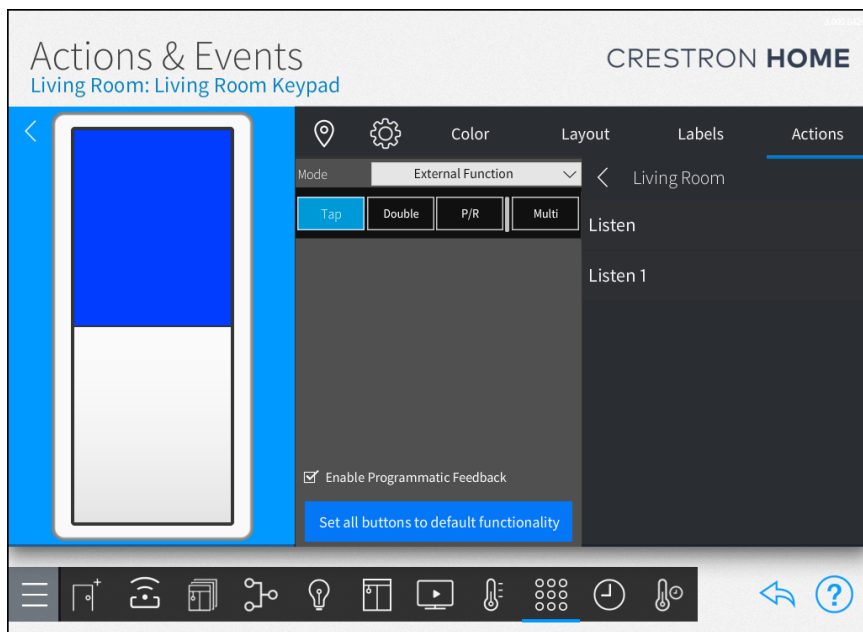 Actions & Events
CRESTRON HOME
Living Room: Living Room Keypad
Color
Layout
Labels
Actions
Mode
External Function
Living Room
Tap
Double
P/R
Multi
Listen
Listen 1
Enable Programmatic Feedback
Set all buttons to default functionality
?